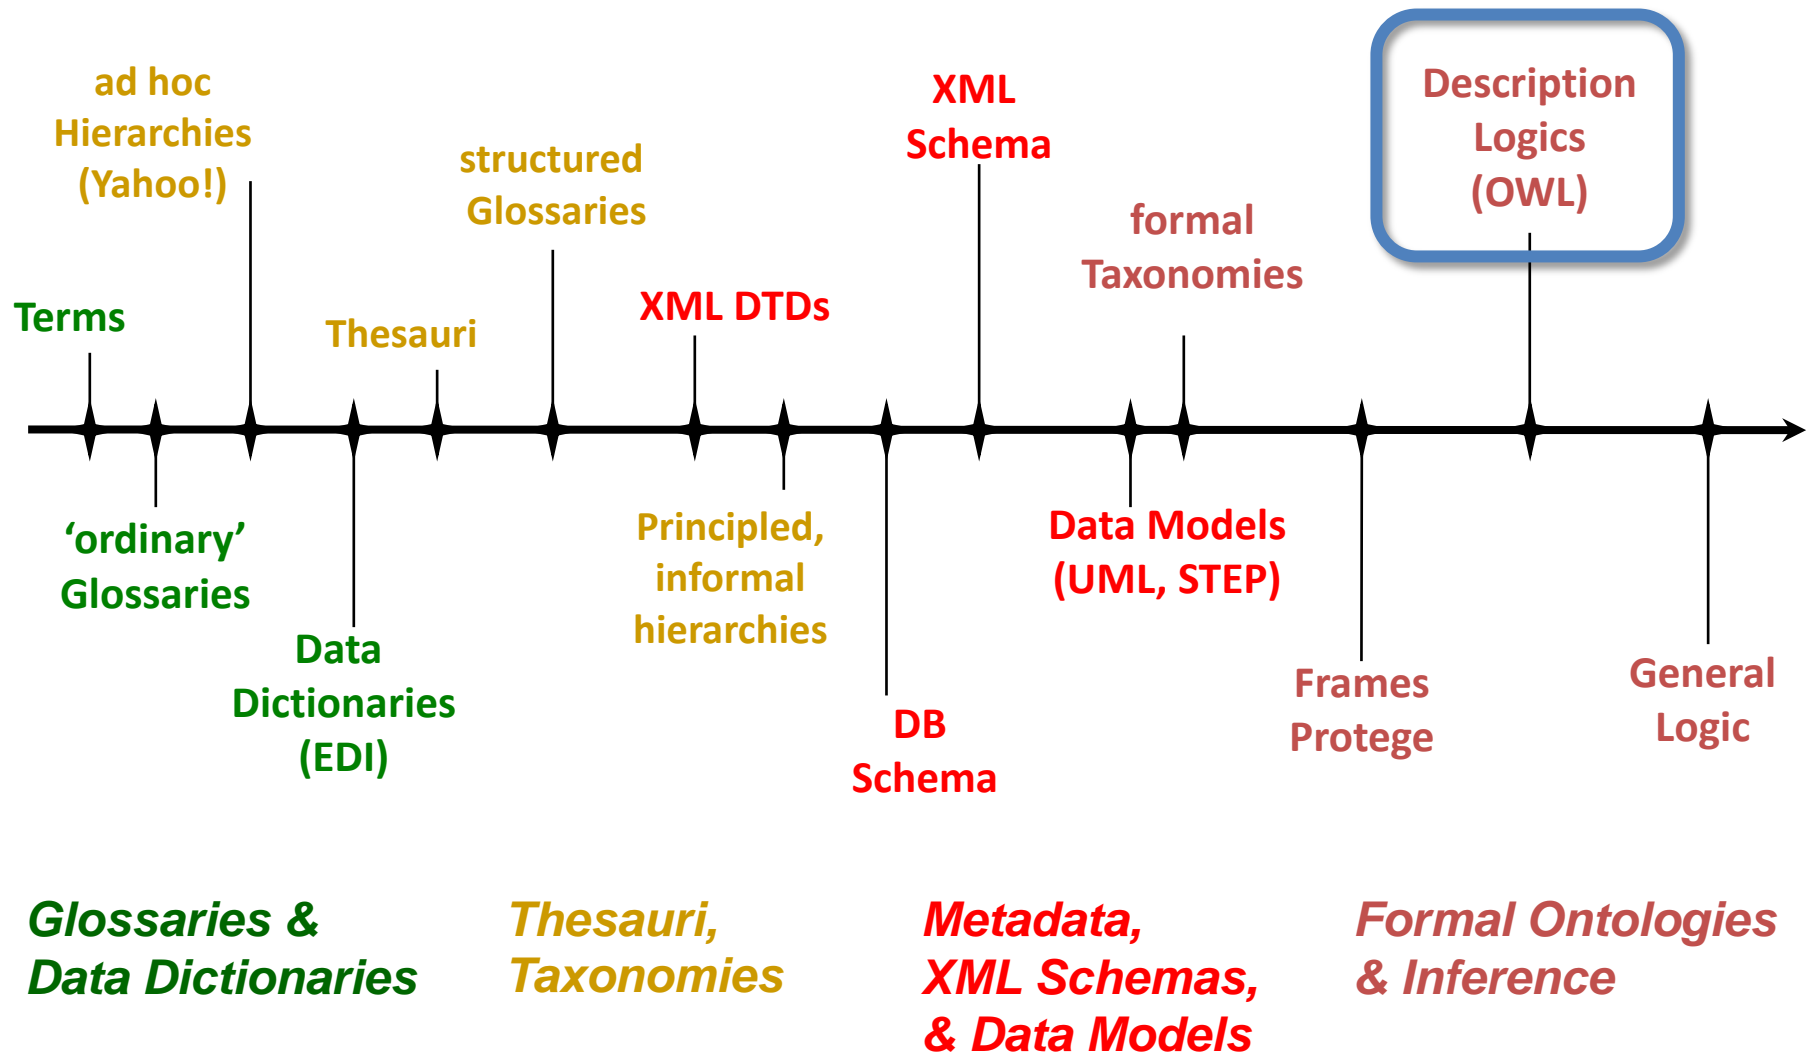 ad hoc
Hierarchies
(Yahoo!)
structured
Glossaries
XML
Schema
Description
Logics
(OWL)
formal
Taxonomies
Terms
Thesauri
XML DTDs
‘ordinary’
Glossaries
Data
Dictionaries
(EDI)
Principled,
informal
hierarchies
DB
Schema
Data Models
(UML, STEP)
Frames
Protege
General
Logic
Glossaries &
Data Dictionaries
Thesauri,
Taxonomies
Metadata,
XML Schemas,
& Data Models
Formal Ontologies
& Inference